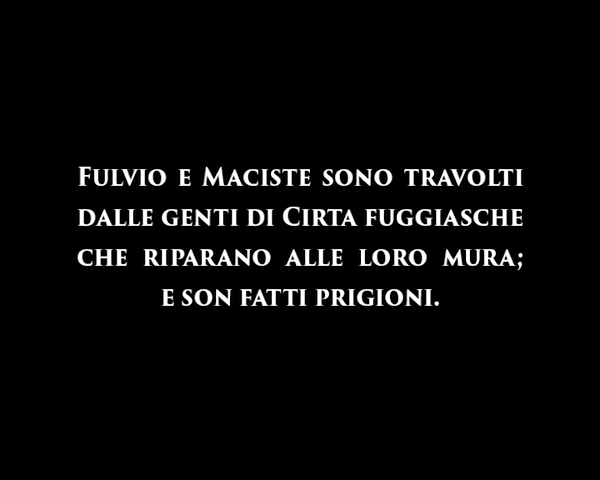 Fulvio e Maciste sono travolti
dalle genti di Cirta fuggiasche
che riparano alle loro mura;
e son fatti prigioni.